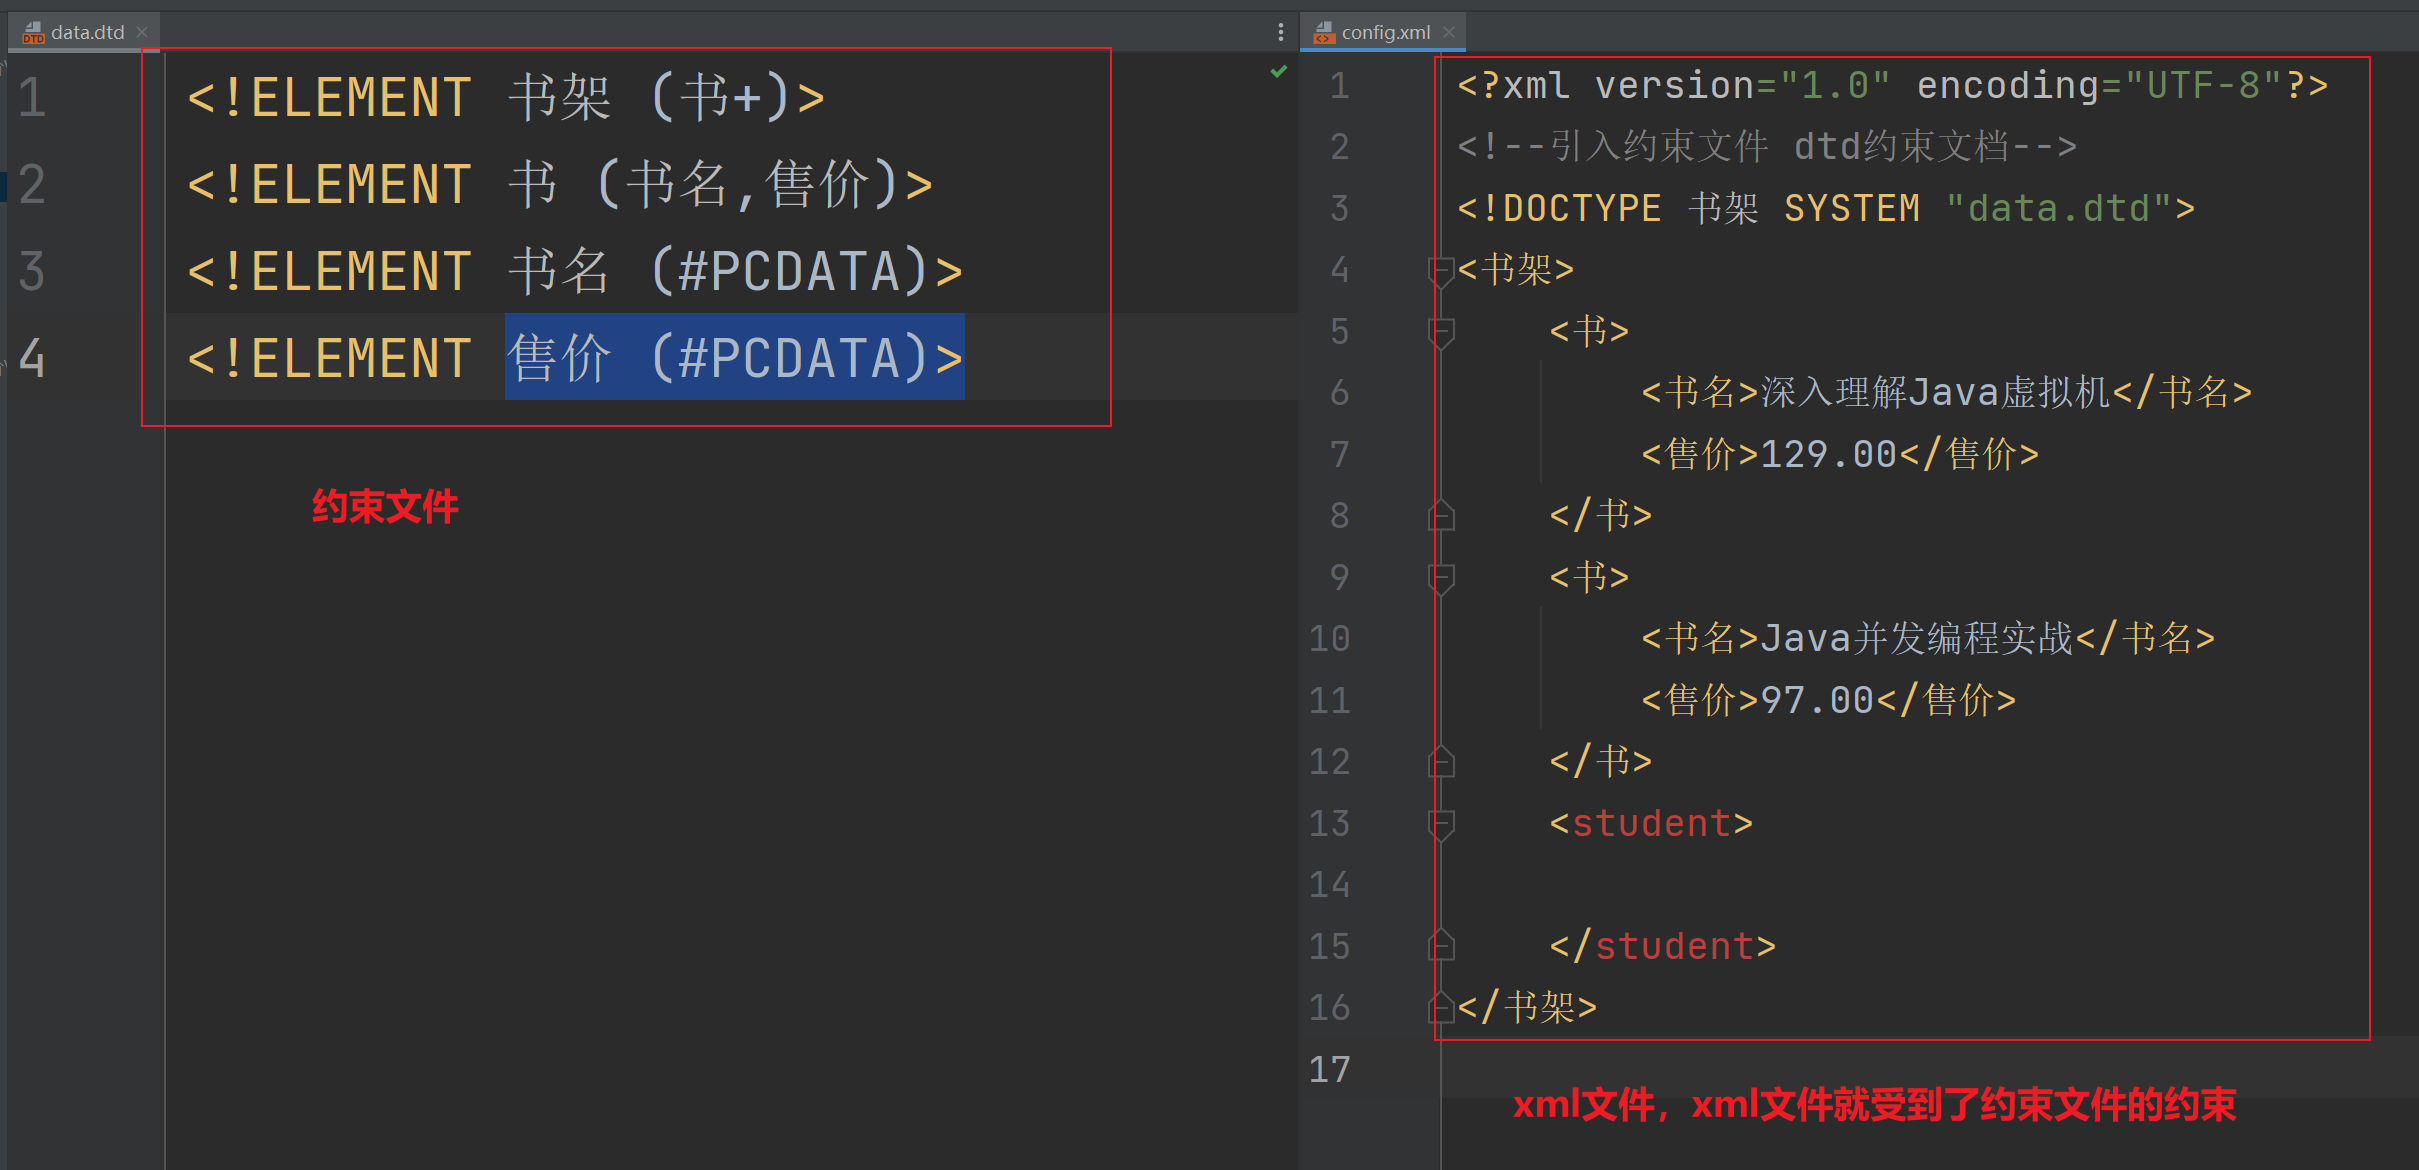 data.dtd
1 <!ELEMENT 书架 (书+)>
2 <!ELEMENT 书 (书名,售价)>
3 <!ELEMENT 书名 (#PCDATA)>
4 <!ELEMENT 售价 (#PCDATA)>
约束文件
config.xml
1 <?xml version="1.0" encoding="UTF-8"?>
2 <!--引入约束文件 dtd约束文档-->
3 <!DOCTYPE 书架 SYSTEM "data.dtd">
4 <书架>
5 <书>
6 <书名>深入理解Java虚拟机</书名>
7 <售价>129.00</售价>
8 </书>
9 <书>
10 <书名>Java并发编程实战</书名>
11 <售价>97.00</售价>
12 </书>
13 <student>
14
15 </student>
16 </书架>
17
xml文件，xml文件就受到了约束文件的约束